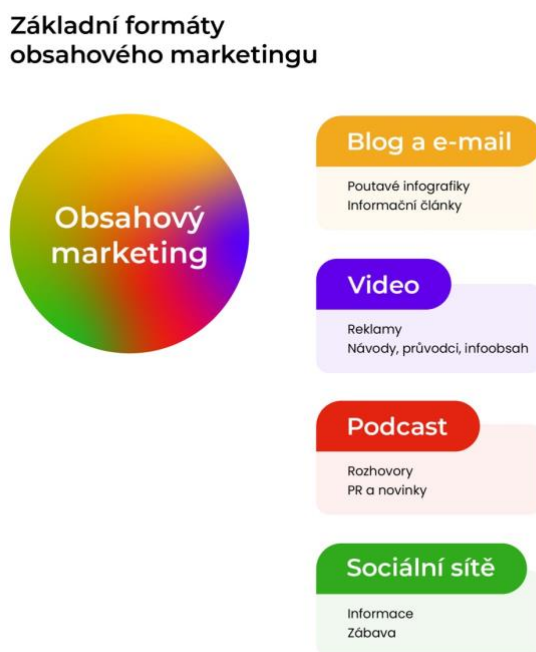 Základní formáty
obsahového marketingu
Obsahový
marketing
Blog a e-mail
Poutavé infografiky
Informační články
Video
Reklamy
Návody, průvodci, infoobsah
Podcast
Rozhovory
PR a novinky
Sociální sítě
Informace
Zábava